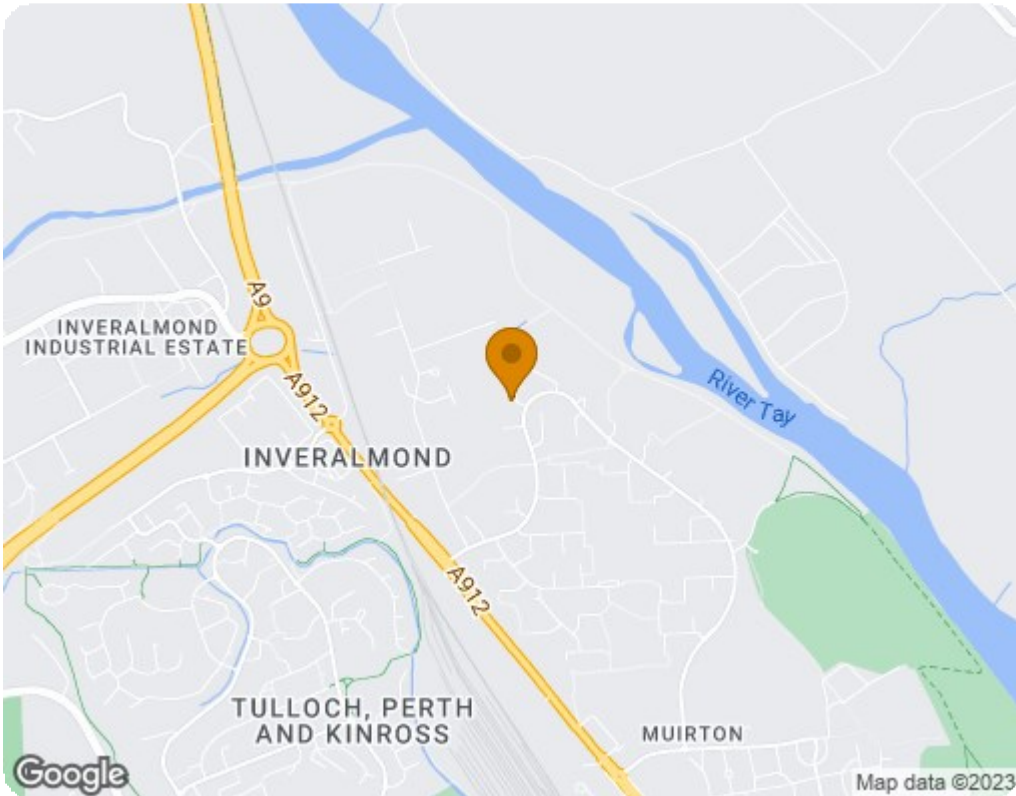 A9
INVERALMOND
INDUSTRIAL ESTATE
A912
River Tay
INVERALMOND
A912
TULLOCH, PERTH
AND KINROSS
MUIRTON
Google
Map data ©2023